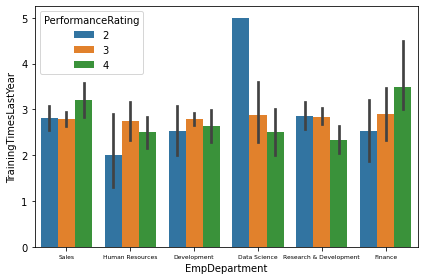 PerformanceRating
2
3
4
TrainingTimesLastYear
5
4
3
2
1
0
Sales Human Resources Development Data Science Research & Development Finance
EmpDepartment